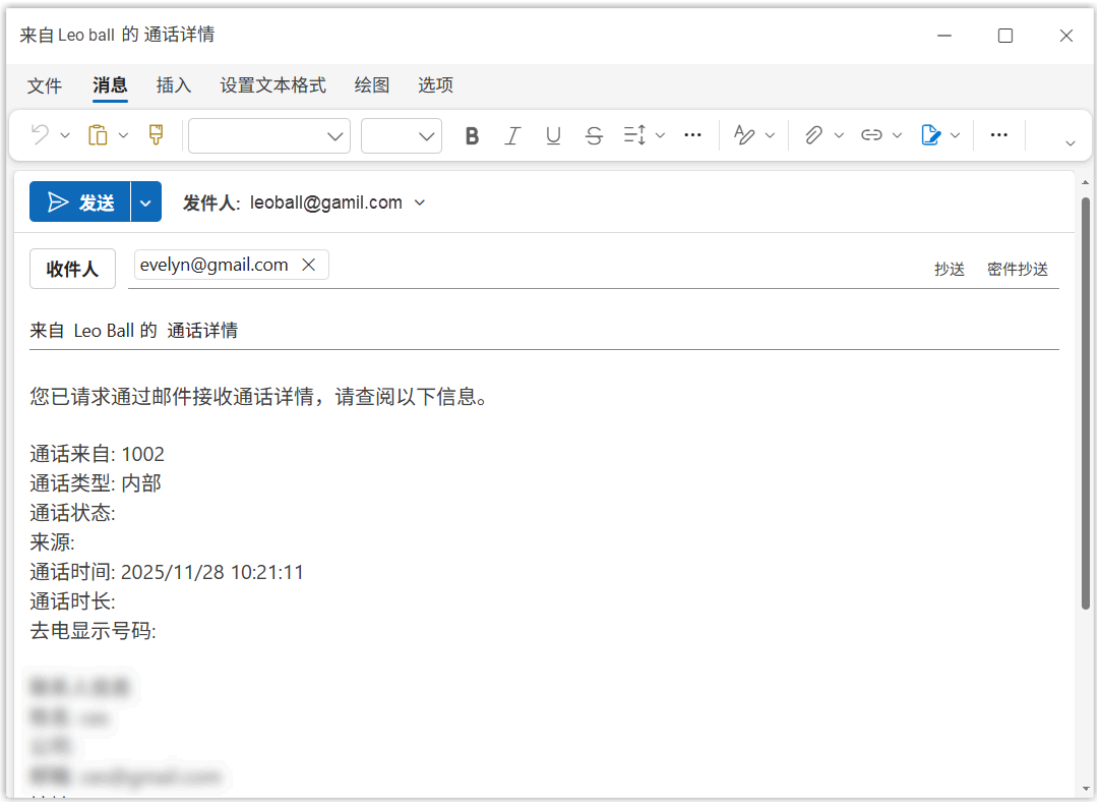 来自 Leo ball 的 通话详情
文件 消息 插入 设置文本格式 绘图 选项
B I U S
发送 发件人: leoball@gamil.com
收件人 evelyn@gmail.com 抄送 密件抄送
来自 Leo Ball 的 通话详情
您已请求通过邮件接收通话详情，请查阅以下信息。
通话来自: 1002
通话类型: 内部
通话状态:
来源:
通话时间: 2025/11/28 10:21:11
通话时长:
去电显示号码: